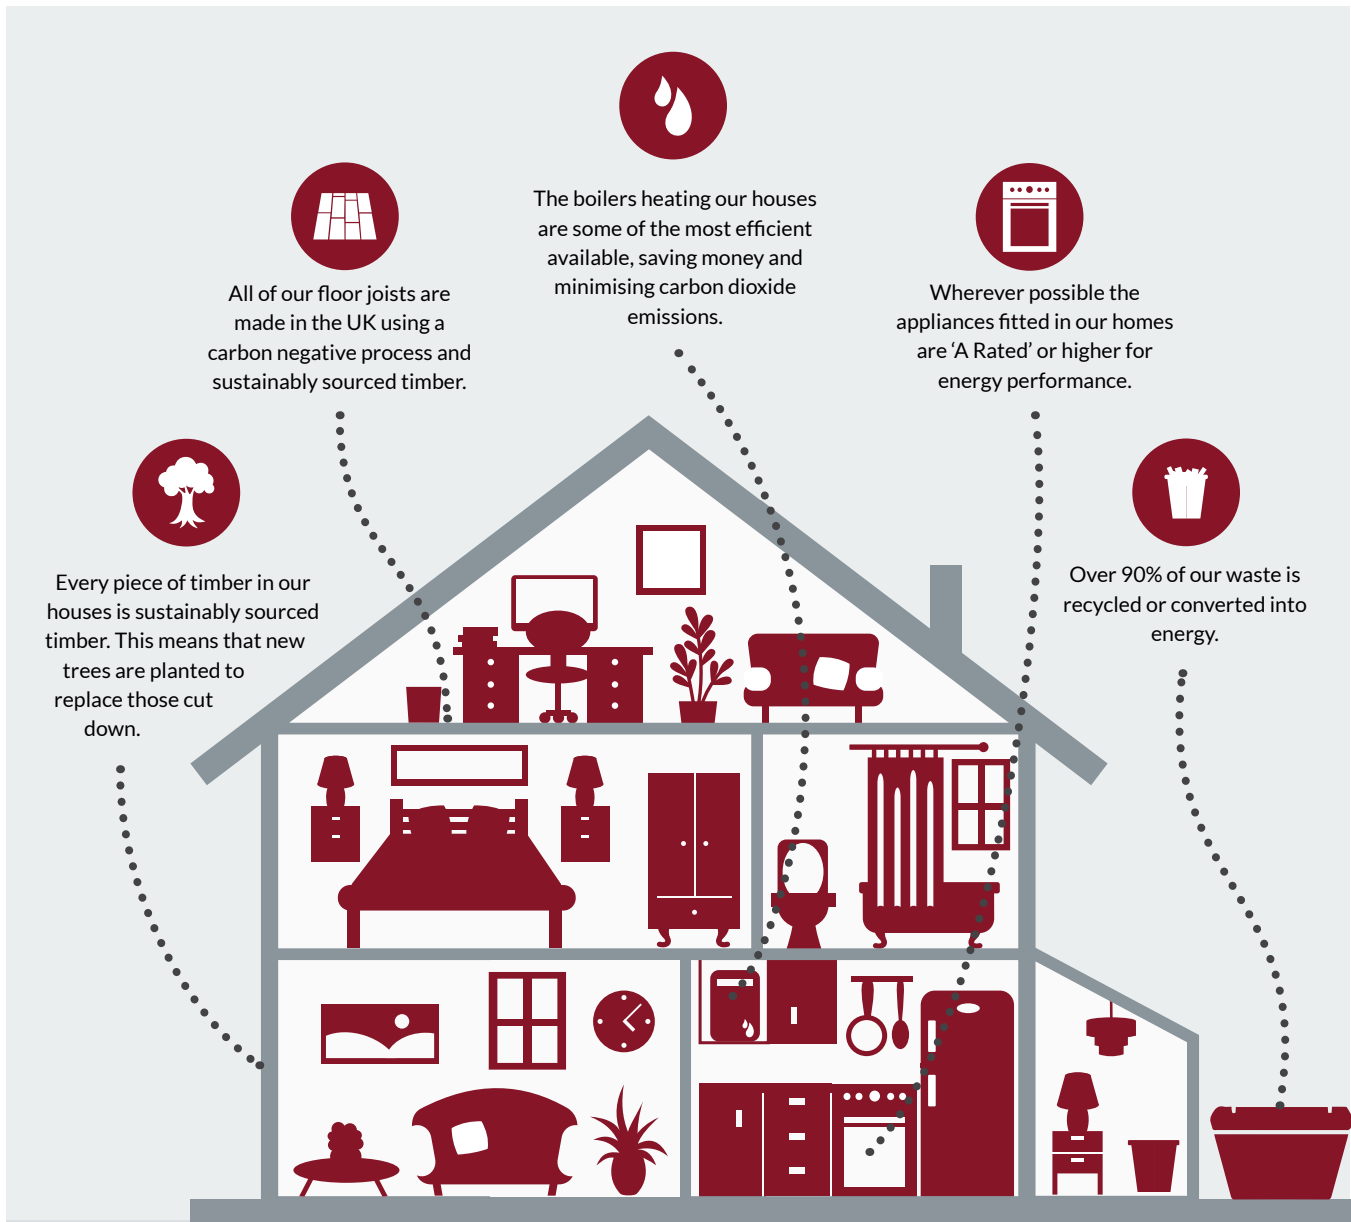 The boilers heating our houses
are some of the most efficient
available, saving money and
minimising carbon dioxide
emissions.
All of our floor joists are
made in the UK using a
carbon negative process and
sustainably sourced timber.
Wherever possible the
appliances fitted in our homes
are ‘A Rated’ or higher for
energy performance.
Every piece of timber in our
houses is sustainably sourced
timber. This means that new
trees are planted to
replace those cut
down.
Over 90% of our waste is
recycled or converted into
energy.